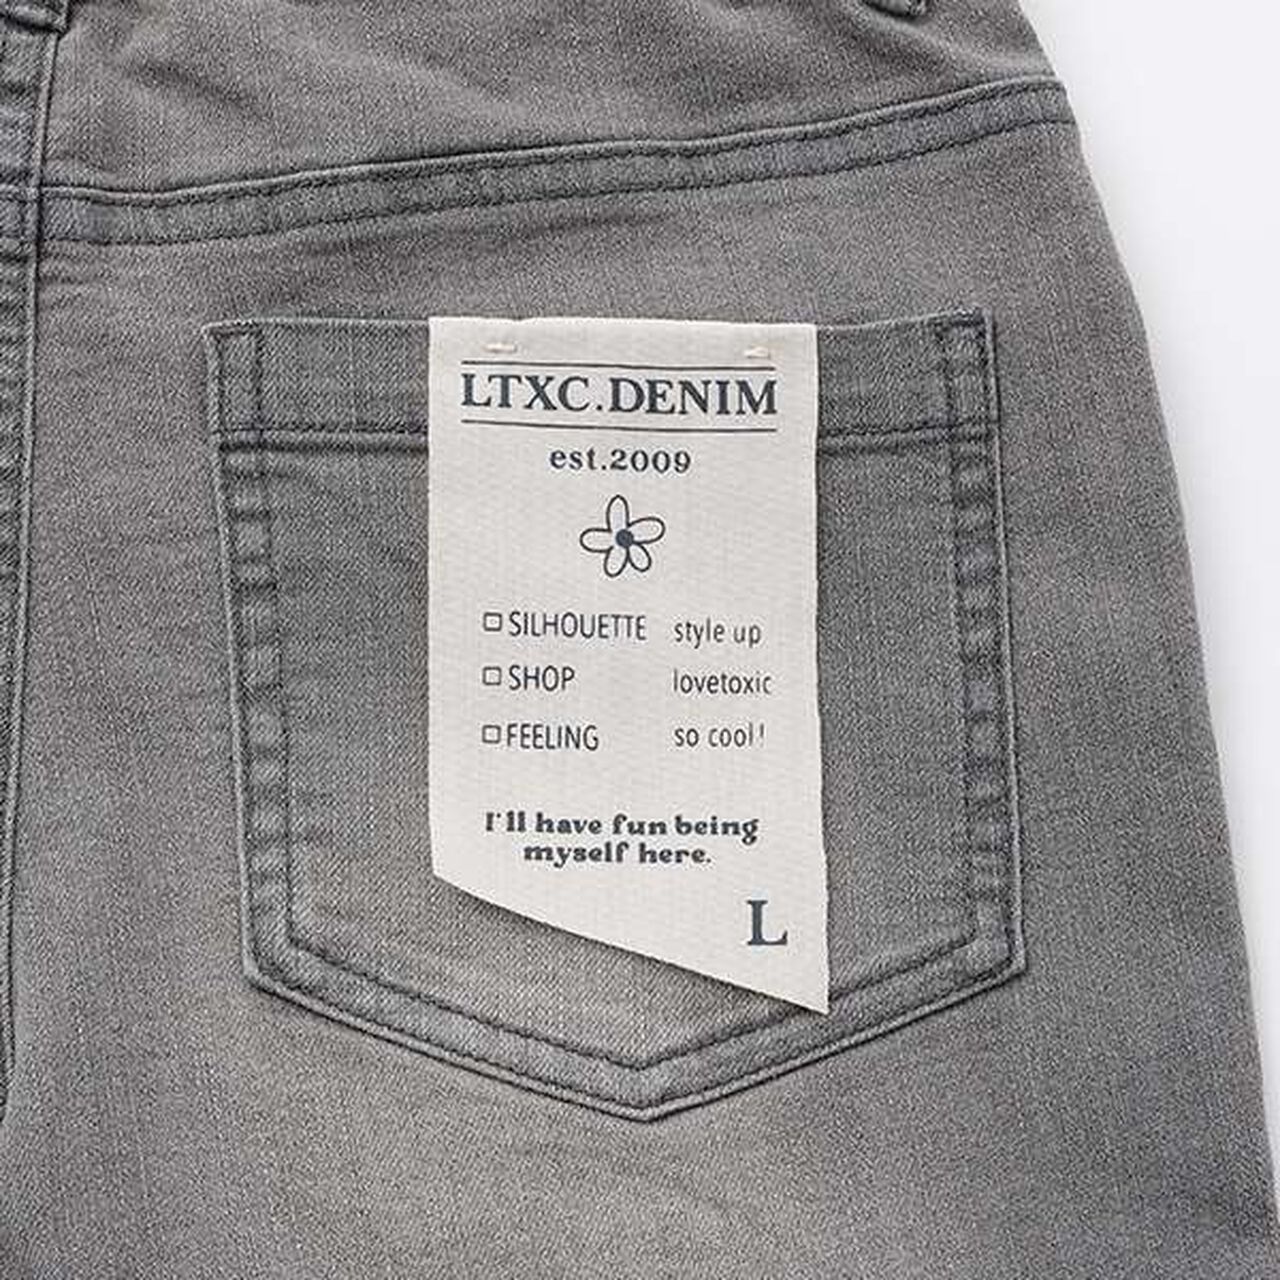 LTXC.DENIM
est.2009
SILHOUETTE style up
SHOP lovetoxic
FEELING so cool!
I'll have fun being
myself here.
L